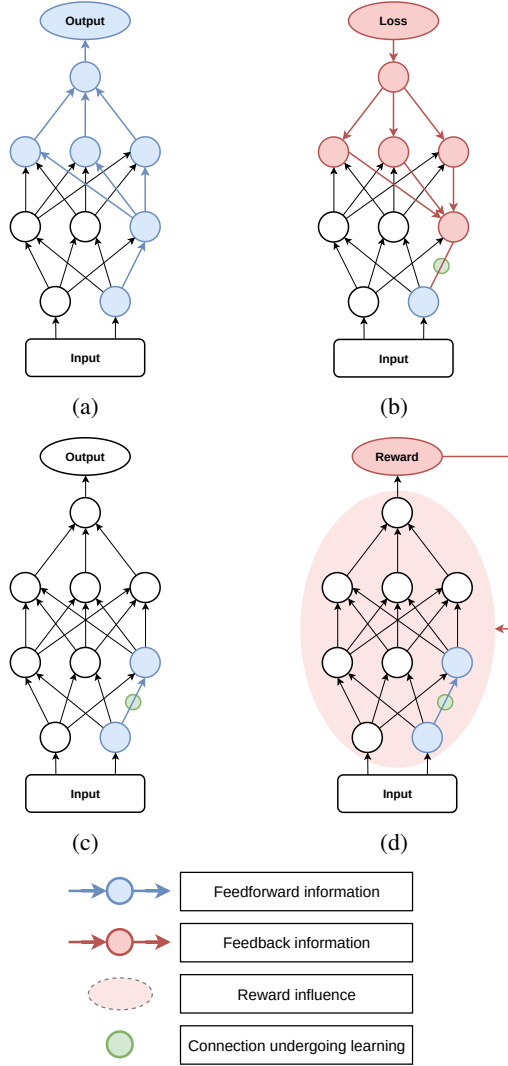 Output
Loss
Input
Input
(a)
(b)
Output
Reward
Input
Input
(c)
(d)
Feedforward information
Feedback information
Reward influence
Connection undergoing learning